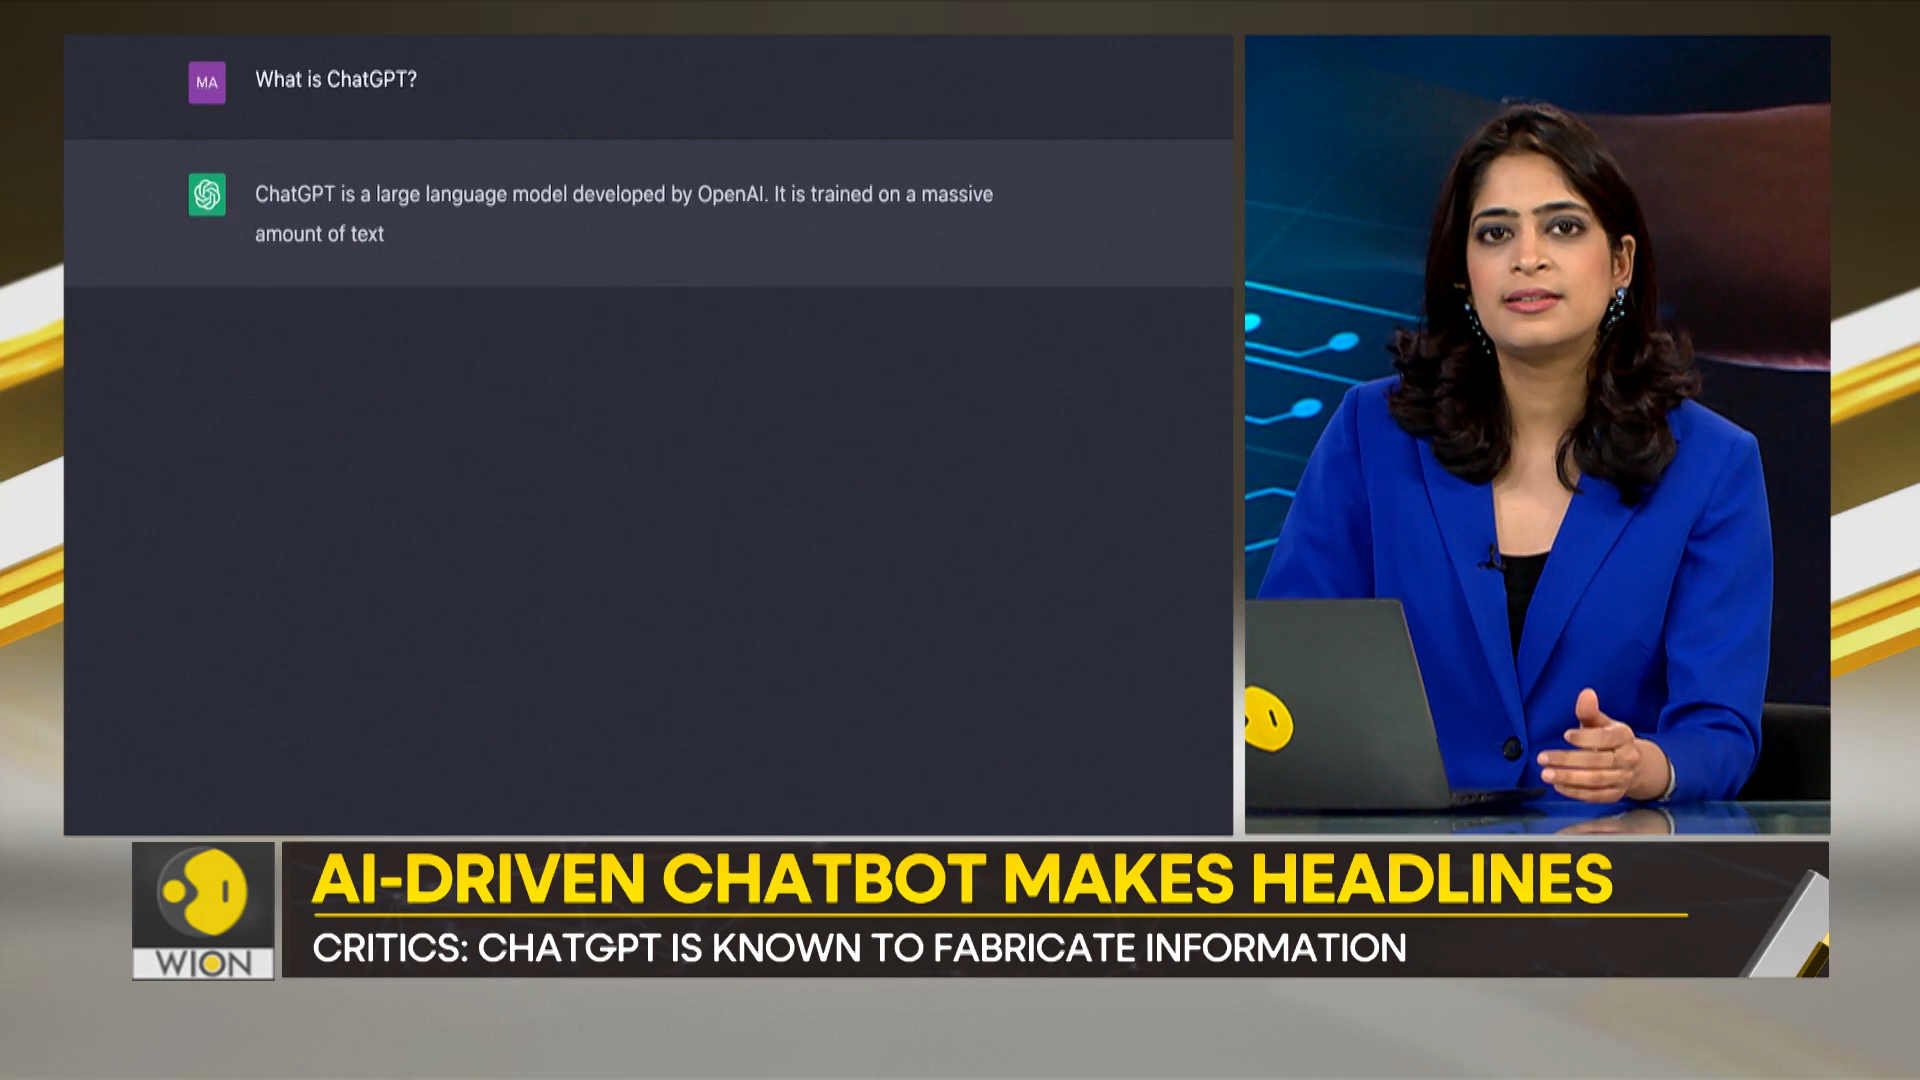 MA
What is ChatGPT?
ChatGPT is a large language model developed by OpenAI. It is trained on a massive
amount of text
AI-DRIVEN CHATBOT MAKES HEADLINES
CRITICS: CHATGPT IS KNOWN TO FABRICATE INFORMATION
WION